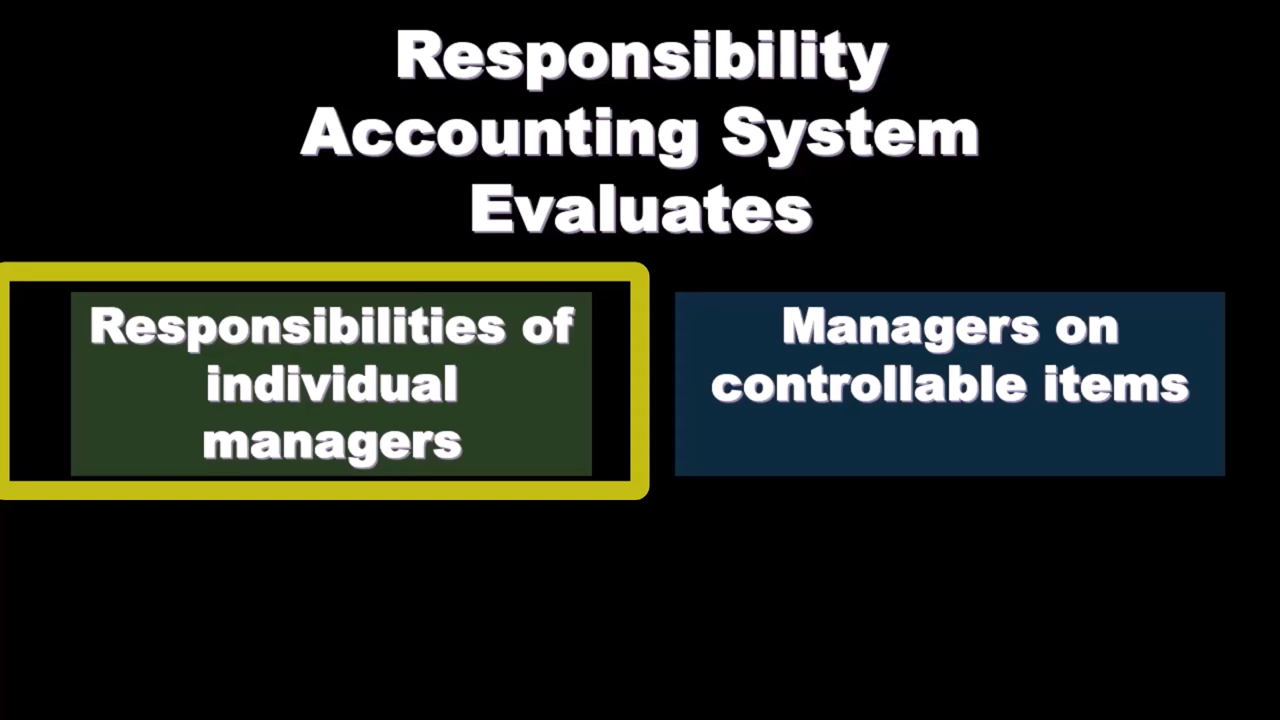 Responsibility
Accounting System
Evaluates
Responsibilities of
individual
managers
Managers on
controllable items